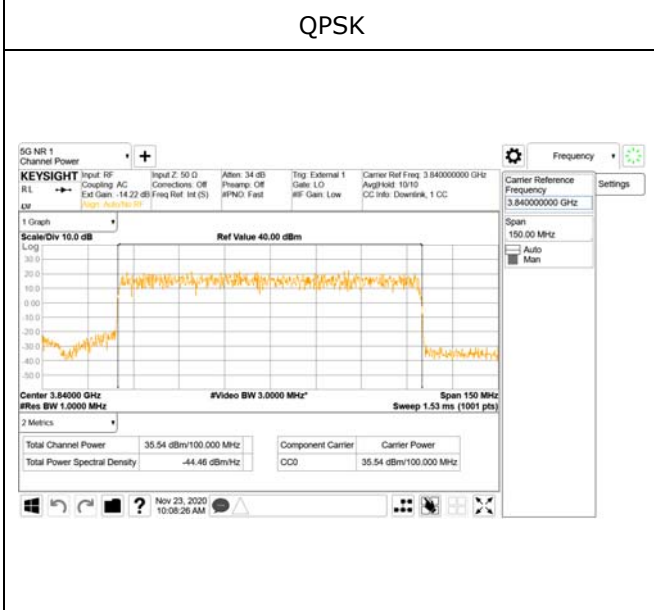 QPSK
5G NR 1
Channel Power
Frequency
KEYSIGHT
RL
Input: RF
Coupling: AC
Ext Gain: -14.22 dB
Align: Auto/No RF
Input Z: 50 Ω
Corrections: Off
Freq Ref: Int (S)
Atten: 34 dB
Preamp: Off
#PNO: Fast
Trig: External 1
Gate: LO
#IF Gain: Low
Carrier Ref Freq: 3.840000000 GHz
Avg|Hold: 10/10
CC Info: Downlink, 1 CC
Carrier Reference
Frequency
3.840000000 GHz
Settings
Span
150.00 MHz
Auto
Man
1 Graph
Scale/Div 10.0 dB
Ref Value 40.00 dBm
Log
30.0
20.0
10.0
0.00
-10.0
-20.0
-30.0
-40.0
-50.0
Center 3.84000 GHz
#Video BW 3.0000 MHz*
Span 150 MHz
#Res BW 1.0000 MHz
Sweep 1.53 ms (1001 pts)
2 Metrics
Total Channel Power 35.54 dBm/100.000 MHz
Total Power Spectral Density -44.46 dBm/Hz
Component Carrier Carrier Power
CC0 35.54 dBm/100.000 MHz
Nov 23, 2020
10:08:26 AM